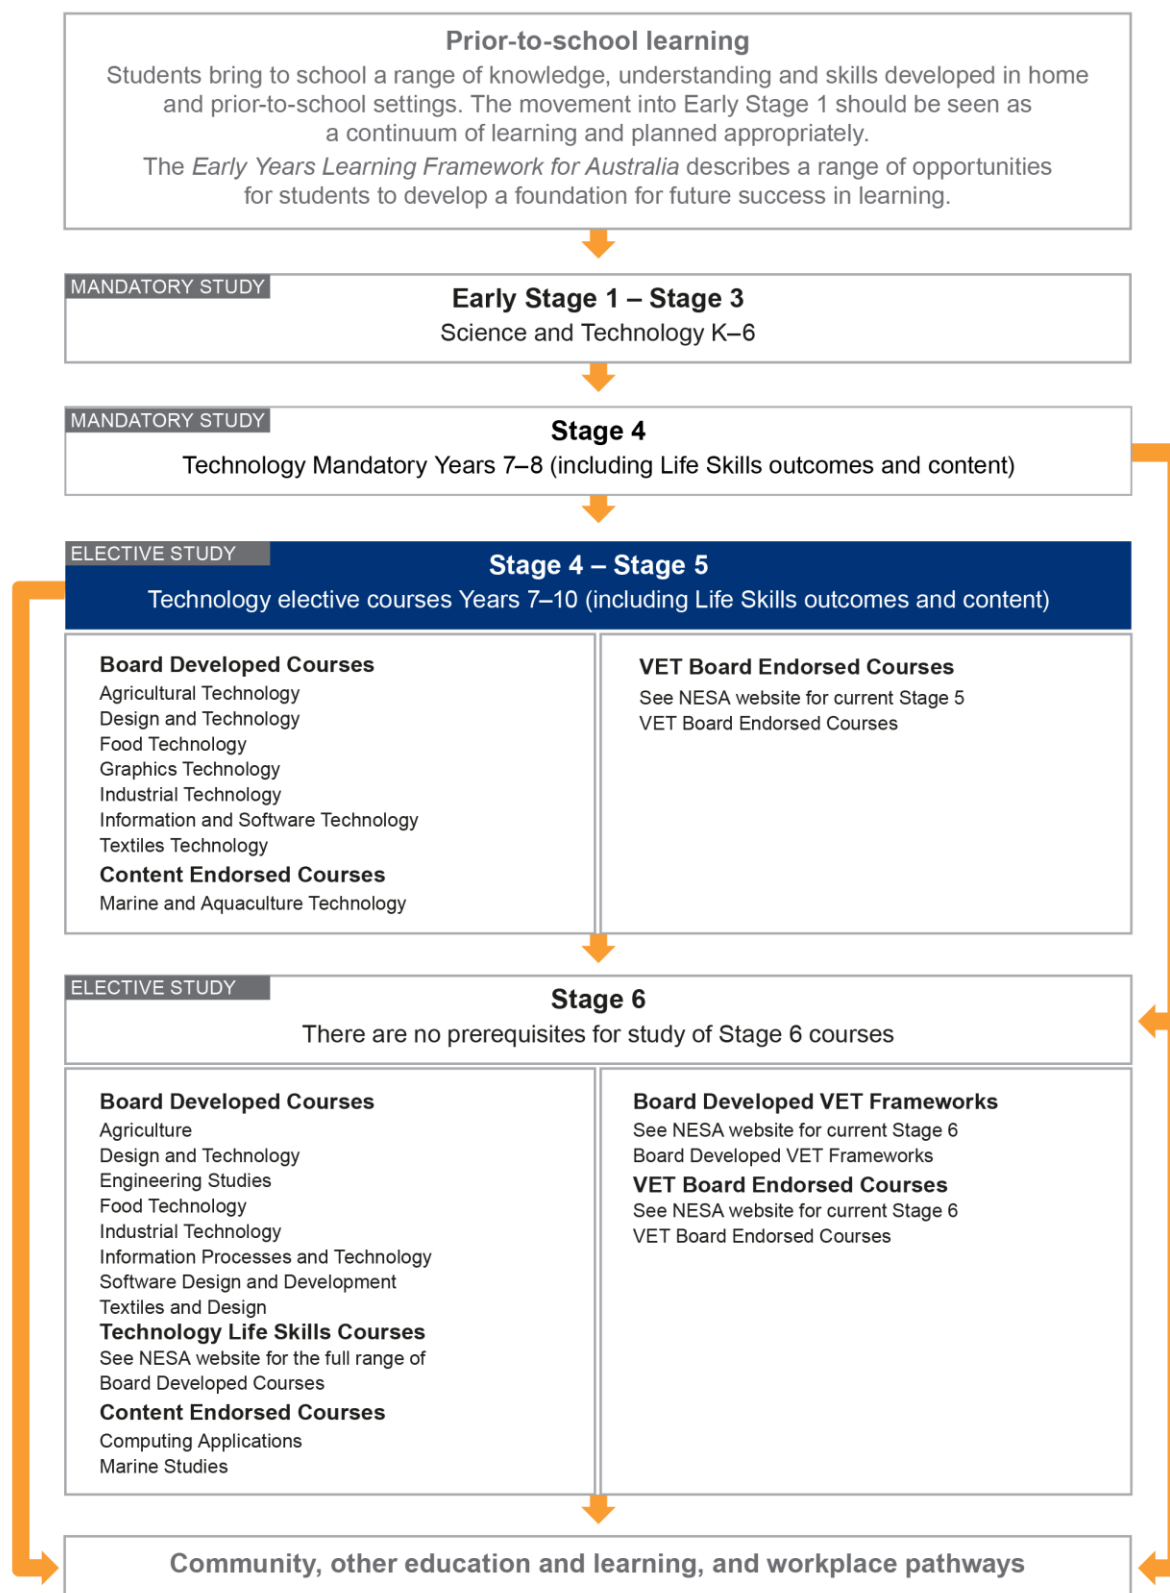 Prior-to-school learning
Students bring to school a range of knowledge, understanding and skills developed in home
and prior-to-school settings. The movement into Early Stage 1 should be seen as
a continuum of learning and planned appropriately.
The Early Years Learning Framework for Australia describes a range of opportunities
for students to develop a foundation for future success in learning.
MANDATORY STUDY
Early Stage 1 – Stage 3
Science and Technology K–6
MANDATORY STUDY
Stage 4
Technology Mandatory Years 7–8 (including Life Skills outcomes and content)
ELECTIVE STUDY
Stage 4 – Stage 5
Technology elective courses Years 7–10 (including Life Skills outcomes and content)
Board Developed Courses
Agricultural Technology
Design and Technology
Food Technology
Graphics Technology
Industrial Technology
Information and Software Technology
Textiles Technology
Content Endorsed Courses
Marine and Aquaculture Technology
VET Board Endorsed Courses
See NESA website for current Stage 5
VET Board Endorsed Courses
ELECTIVE STUDY
Stage 6
There are no prerequisites for study of Stage 6 courses
Board Developed Courses
Agriculture
Design and Technology
Engineering Studies
Food Technology
Industrial Technology
Information Processes and Technology
Software Design and Development
Textiles and Design
Technology Life Skills Courses
See NESA website for the full range of
Board Developed Courses
Content Endorsed Courses
Computing Applications
Marine Studies
Board Developed VET Frameworks
See NESA website for current Stage 6
Board Developed VET Frameworks
VET Board Endorsed Courses
See NESA website for current Stage 6
VET Board Endorsed Courses
Community, other education and learning, and workplace pathways